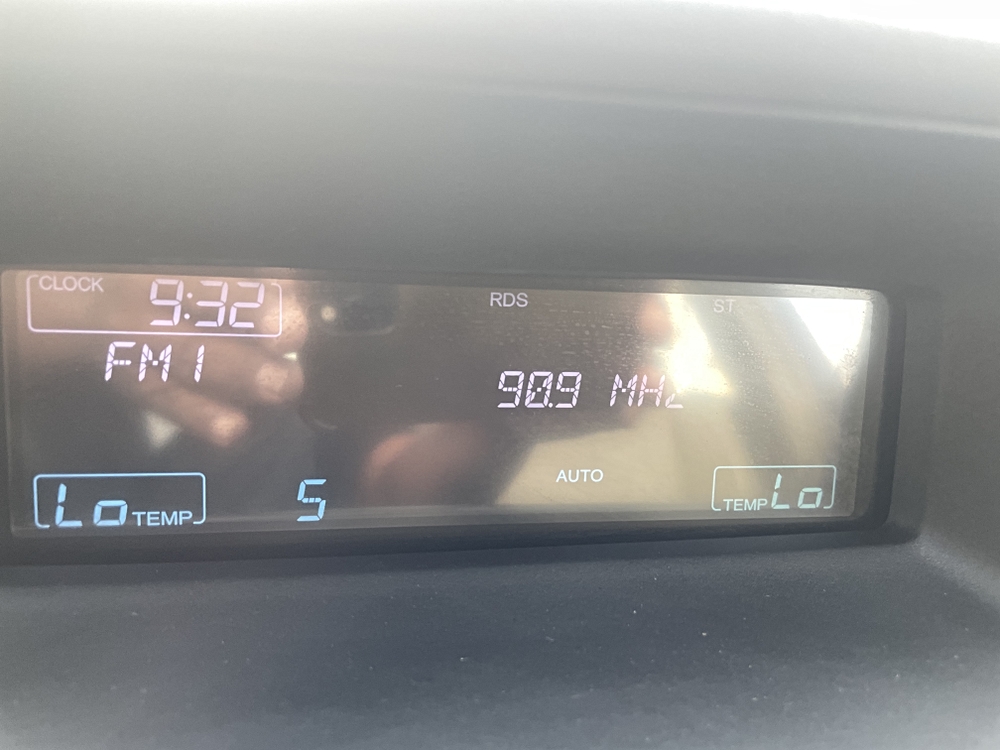 CLOCK 9:32
RDS ST
FM1
90.9 MHz
AUTO
Lo TEMP 5 TEMP Lo